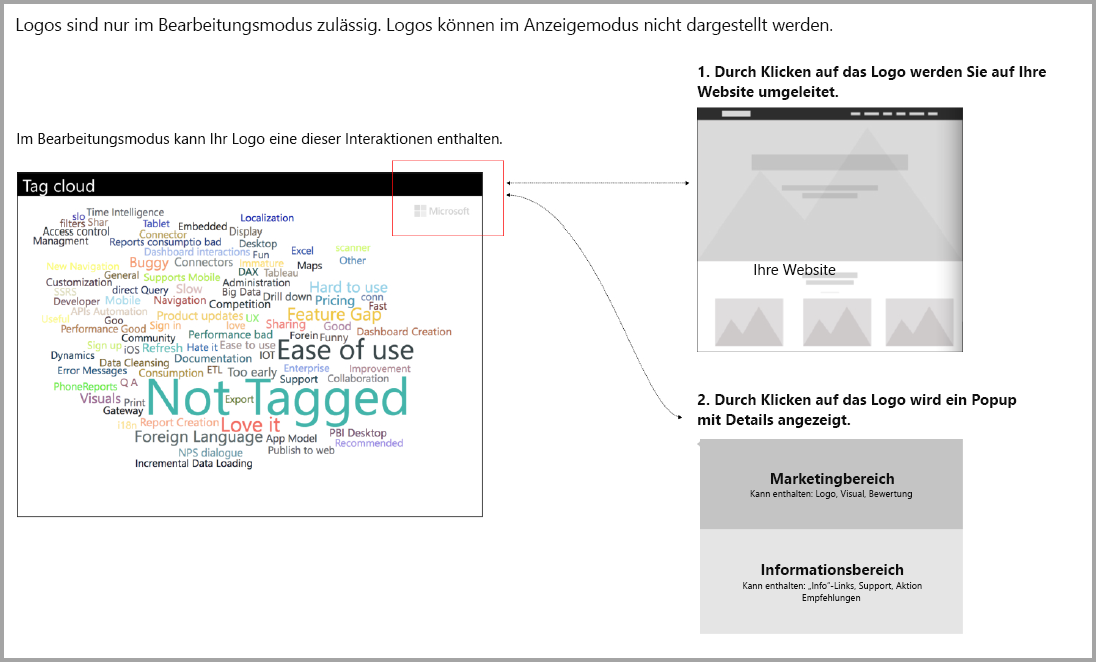 Logos sind nur im Bearbeitungsmodus zulässig. Logos können im Anzeigemodus nicht dargestellt werden.
Im Bearbeitungsmodus kann Ihr Logo eine dieser Interaktionen enthalten.
Tag cloud
Microsoft
slo Time Intelligence
filters Shar Tablet Localization
Access control Connector Embedded Display
Managment Reports consumptio bad Desktop
Dashboard interactions Fun Excel scanner
New Navigation Buggy Connectors Immature Maps Other
General Supports Mobile DAX Tableau
Customization Administration
SSRS direct Query Slow Big Data Drill down Hard to use
Developer Mobile Navigation Competition Pricing conn
APIs Automation Product updates UX Feature Gap Fast
Useful Goo Sign in love Sharing Good
Performance Good Community Performance bad Forein Funny Dashboard Creation
Sign up iOS Refresh Hate it Ease to use Ease of use
Dynamics Data Cleansing Documentation IOT
Error Messages Consumption ETL Too early Enterprise Improvement
PhoneReports Q A Support Collaboration
Visuals Print Not Tagged Export
Gateway
i18n Report Creation Love it
Foreign Language App Model PBI Desktop
Recommended
NPS dialogue Publish to web
Incremental Data Loading
1. Durch Klicken auf das Logo werden Sie auf Ihre
Website umgeleitet.
Ihre Website
2. Durch Klicken auf das Logo wird ein Popup
mit Details angezeigt.
Marketingbereich
Kann enthalten: Logo, Visual, Bewertung
Informationsbereich
Kann enthalten: „Info"-Links, Support, Aktion
Empfehlungen